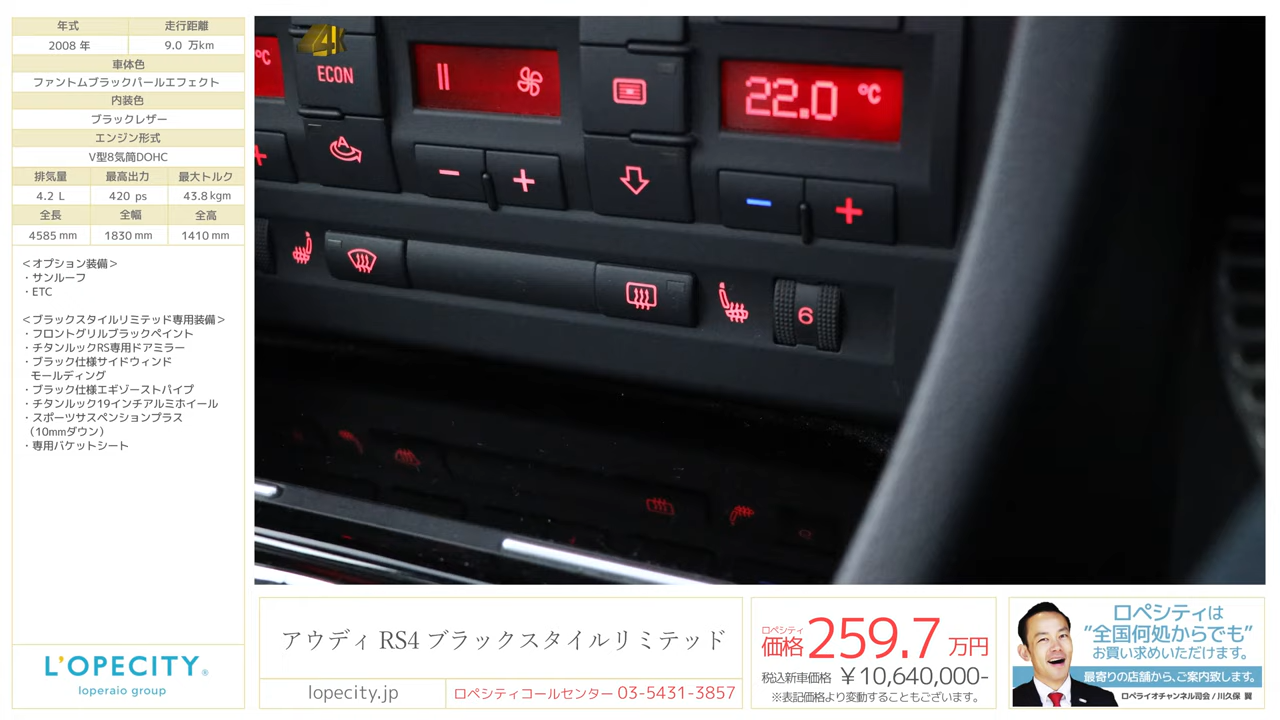 年式 走行距離
2008 年 9.0 万km
車体色
ファントムブラックパールエフェクト
内装色
ブラックレザー
エンジン形式
V型8気筒DOHC
排気量 最高出力 最大トルク
4.2 L 420 ps 43.8 kgm
全長 全幅 全高
4585 mm 1830 mm 1410 mm
＜オプション装備＞
・サンルーフ
・ETC
＜ブラックスタイルリミテッド専用装備＞
・フロントグリルブラックペイント
・チタンルックRS専用ドアミラー
・ブラック仕様サイドウィンド
モールディング
・ブラック仕様エギゾーストパイプ
・チタンルック19インチアルミホイール
・スポーツサスペンションプラス
（10mmダウン）
・専用バケットシート
L'OPECITY®
loperaio group
4K
°C
ECON
22.0 °C
6
アウディ RS4 ブラックスタイルリミテッド
lopecity.jp
ロペシティコールセンター 03-5431-3857
ロペシティ
価格 259.7 万円
税込新車価格 ￥10,640,000-
※表記価格より変動することもございます。
ロペシティは
"全国何処からでも"
お買い求めいただけます。
最寄りの店舗から、ご案内致します。
ロペライオチャンネル司会 / 川久保 翼